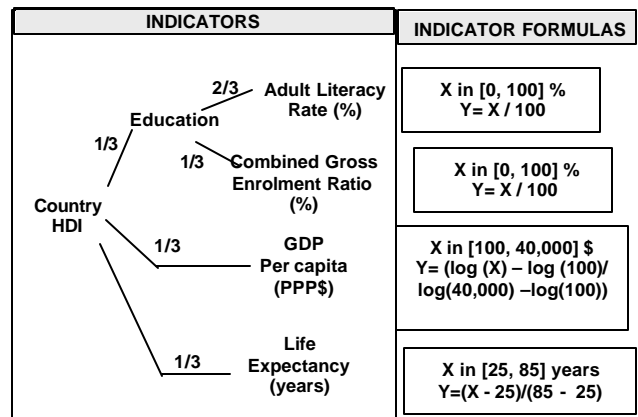 INDICATORS
INDICATOR FORMULAS
2/3
Adult Literacy
Rate (%)
X in [0, 100] %
Y= X / 100
Education
1/3
1/3
Combined Gross
Enrolment Ratio
(%)
X in [0, 100] %
Y= X / 100
Country
HDI
1/3
GDP
Per capita
(PPP$)
X in [100, 40,000] $
Y= (log (X) – log (100)/
log(40,000) –log(100))
1/3
Life
Expectancy
(years)
X in [25, 85] years
Y=(X - 25)/(85 - 25)